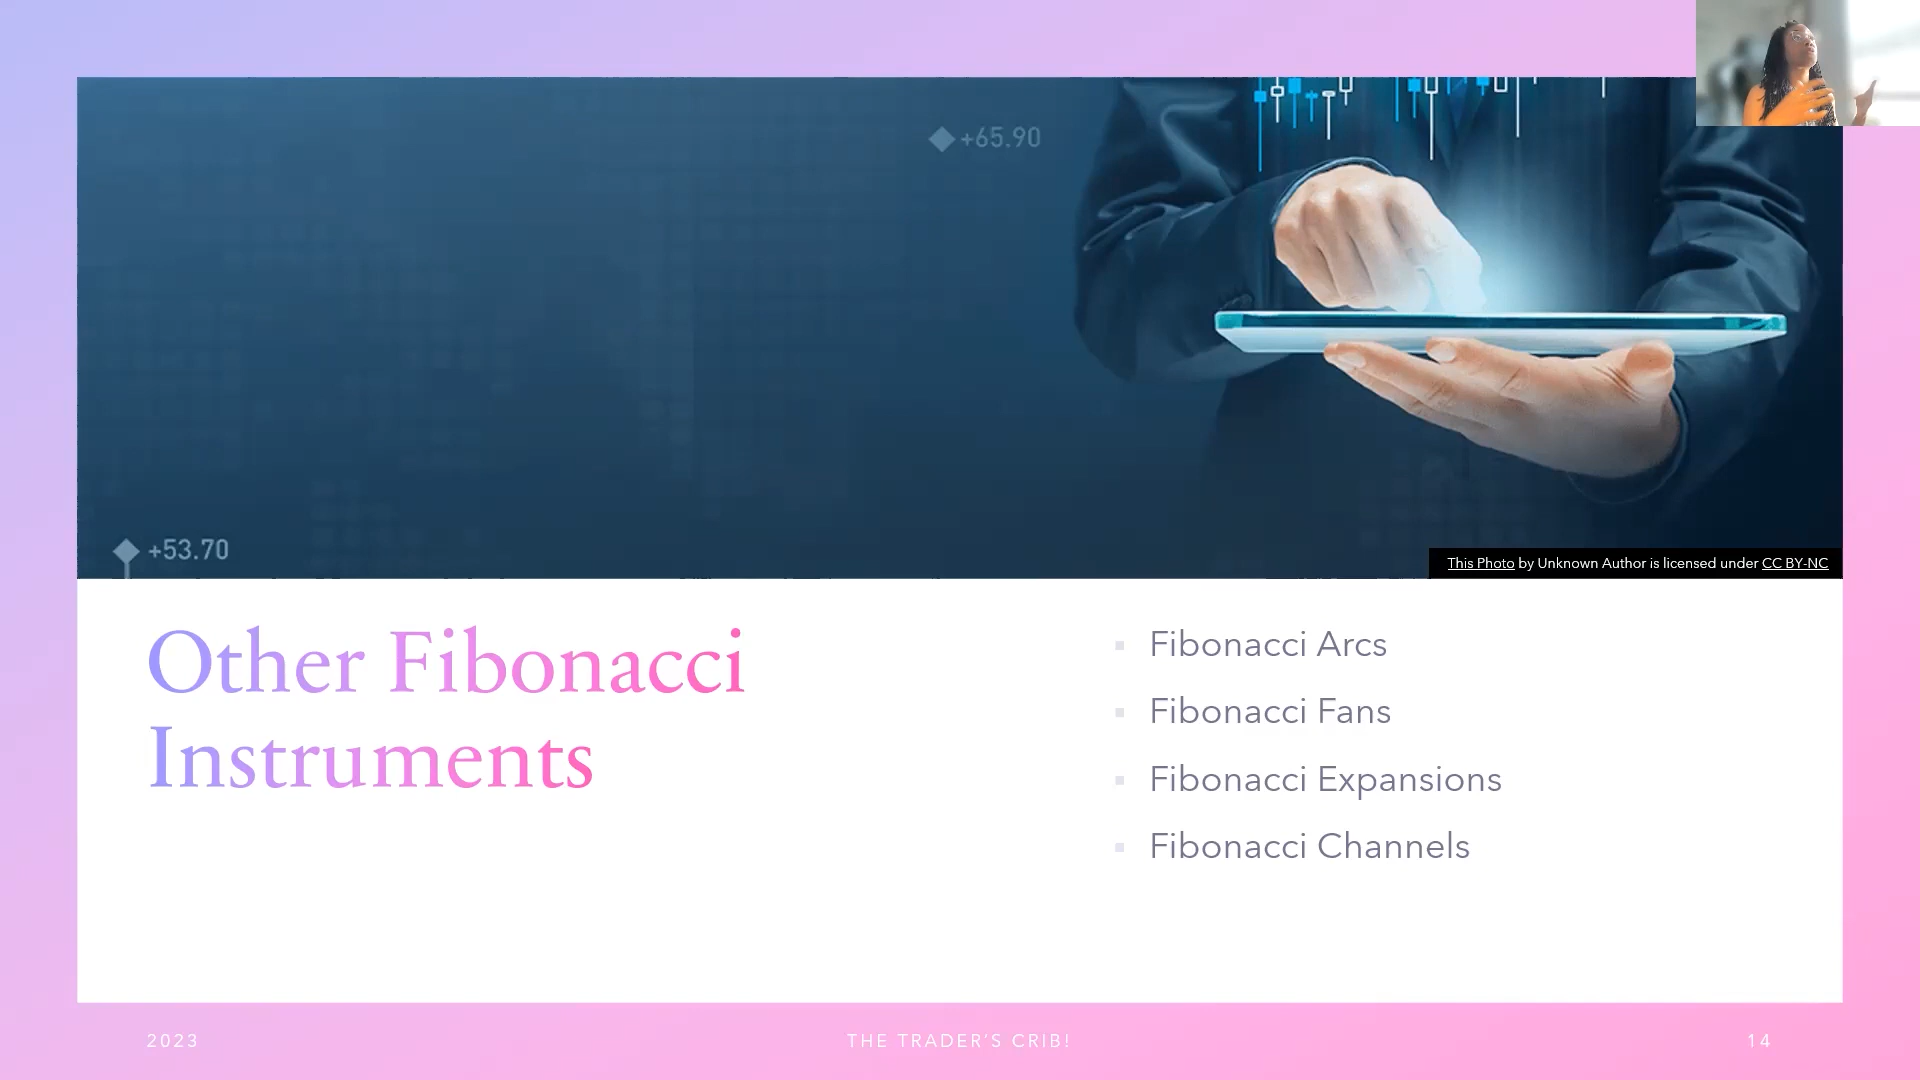 +65.90
+53.70
This Photo by Unknown Author is licensed under CC BY-NC
Other Fibonacci
Instruments
Fibonacci Arcs
Fibonacci Fans
Fibonacci Expansions
Fibonacci Channels
2023
THE TRADER'S CRIB!
14